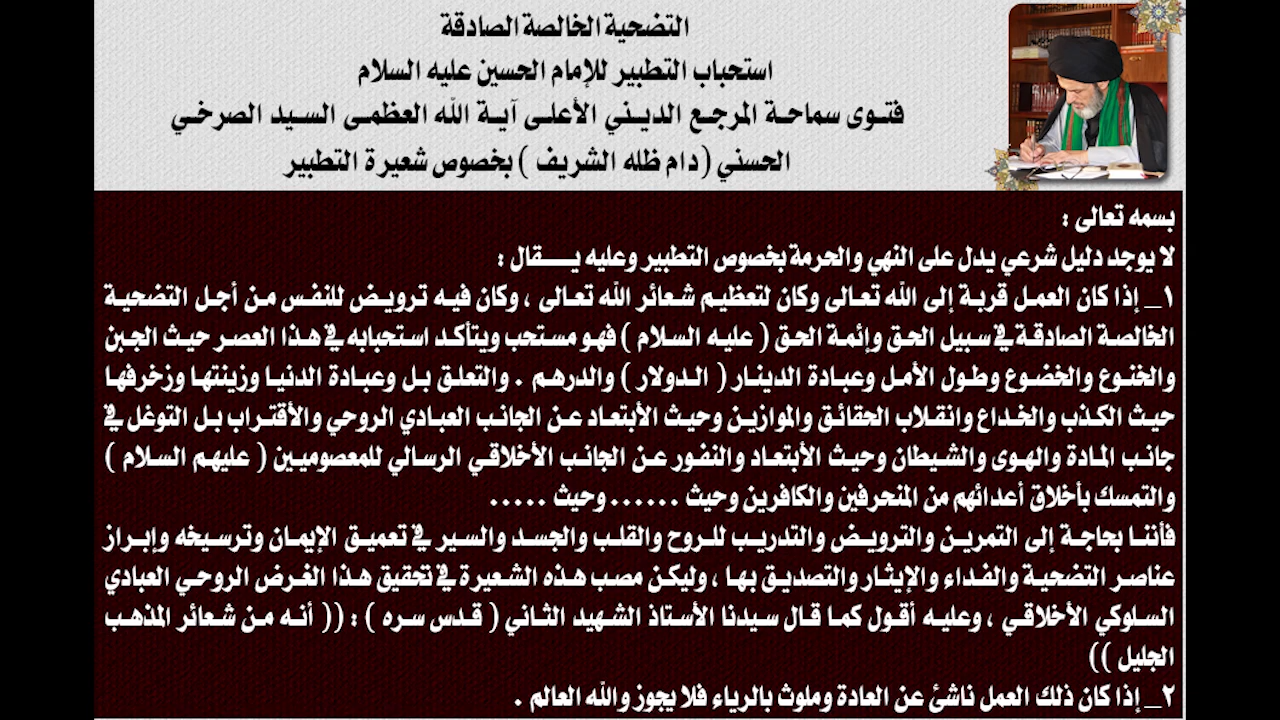 التضحية الخالصة الصادقة
استحباب التطبير للإمام الحسين عليه السلام
فتوى سماحة المرجع الديني الأعلى آية الله العظمى السيد الصرخي
الحسني (دام ظله الشريف ) بخصوص شعيرة التطبير
بسمه تعالى :
لا يوجد دليل شرعي يدل على النهي والحرمة بخصوص التطبير وعليه يقال :
١_ إذا كان العمل قربة إلى الله تعالى وكان لتعظيم شعائر الله تعالى ، وكان فيه ترويض للنفس من أجل التضحية
الخالصة الصادقة في سبيل الحق وإئمة الحق ( عليه السلام ) فهو مستحب ويتأكد استحبابه في هذا العصر حيث الجبن
والخنوع والخضوع وطول الأمل وعبادة الدينار ( الدولار ) والدرهم . والتعلق بل وعبادة الدنيا وزينتها وزخرفها
حيث الكذب والخداع وانقلاب الحقائق والموازين وحيث الأبتعاد عن الجانب العبادي الروحي والأقتراب بل التوغل في
جانب المادة والهوى والشيطان وحيث الأبتعاد والنفور عن الجانب الأخلاقي الرسالي للمعصوميين ( عليهم السلام )
والتمسك بأخلاق أعدائهم من المنحرفين والكافرين وحيث ...... وحيث .....
فأننا بحاجة إلى التمرين والترويض والتدريب للروح والقلب والجسد والسير في تعميق الإيمان وترسيخه وإبراز
عناصر التضحية والفداء والإيثار والتصديق بها ، وليكن مصب هذه الشعيرة في تحقيق هذا الغرض الروحي العبادي
السلوكي الأخلاقي ، وعليه أقول كما قال سيدنا الأستاذ الشهيد الثاني ( قدس سره ) : (( أنه من شعائر المذهب
الجليل ))
٢_ إذا كان ذلك العمل ناشئ عن العادة وملوث بالرياء فلا يجوز والله العالم .